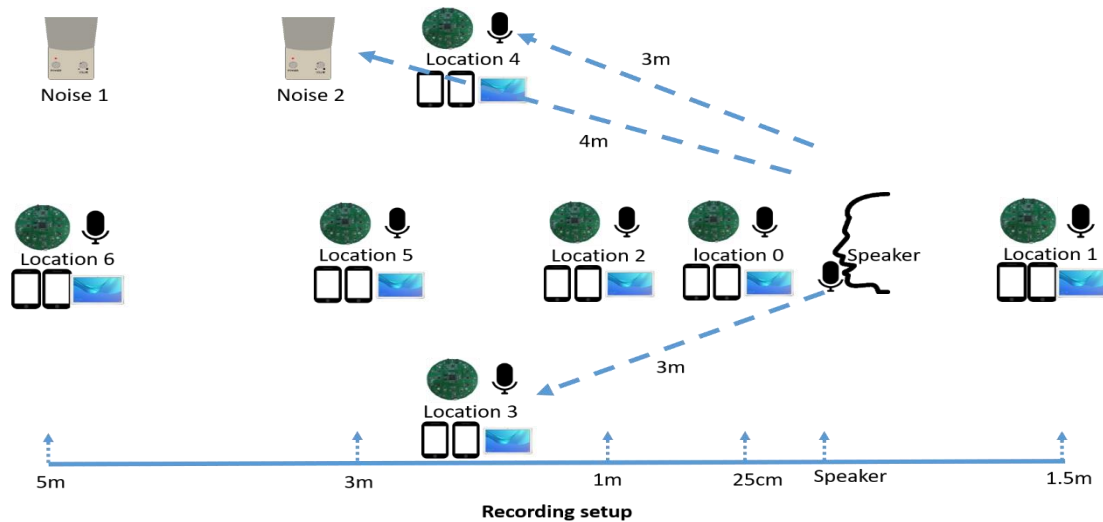 Location 4
3m
Noise 1
Noise 2
4m
Location 6
Location 5
Location 2
location 0
Speaker
Location 1
3m
Location 3
5m
3m
1m
25cm
Speaker
1.5m
Recording setup